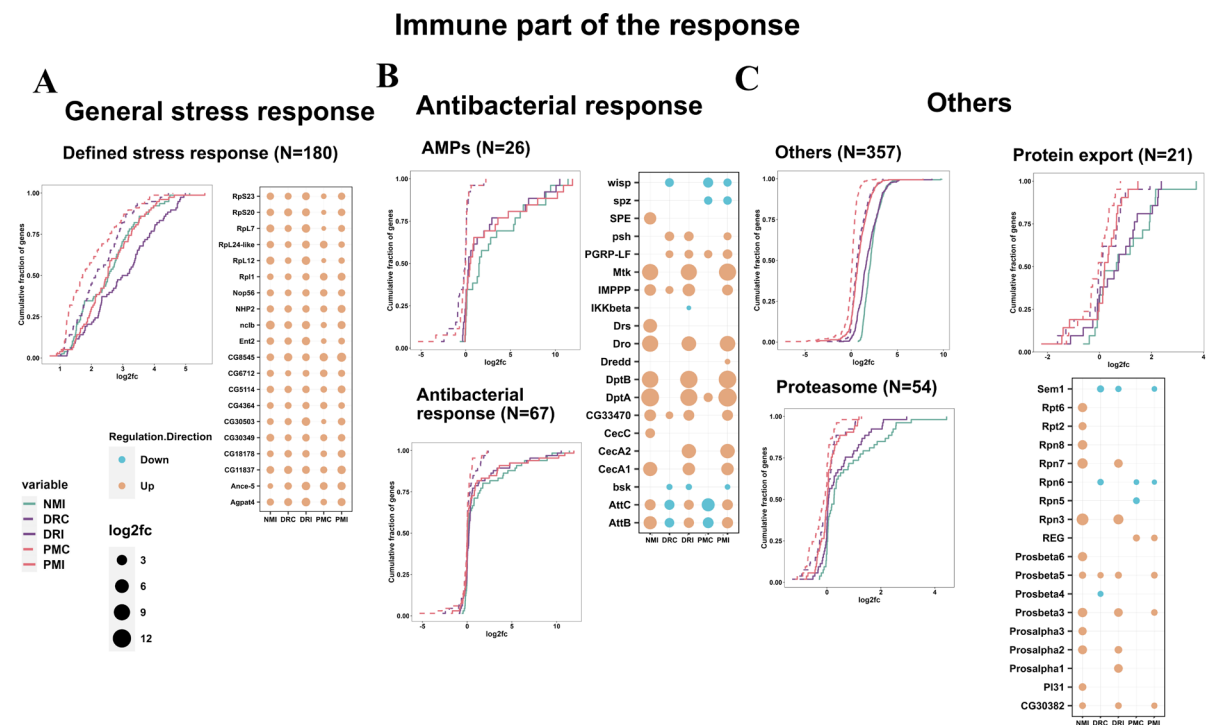 Immune part of the response
A
General stress response
Defined stress response (N=180)
1.00
0.75
0.50
0.25
0.00
Cumulative fraction of genes
1 2 3 4 5
log2fc
RpS23
RpS20
RpL7
RpL24-like
RpL12
Rpl1
Nop56
NHP2
nclb
Ent2
CG8545
CG6712
CG5114
CG4364
CG30503
CG30349
CG18178
CG11837
Ance-5
Agpat4
NMI DRC DRI PMC PMI
Regulation.Direction
Down
Up
variable
NMI
DRC
DRI
PMC
PMI
log2fc
3
6
9
12
B
Antibacterial response
AMPs (N=26)
1.00
0.75
0.50
0.25
0.00
Cumulative fraction of genes
-5 0 5 10
log2fc
Antibacterial
response (N=67)
1.00
0.75
0.50
0.25
0.00
Cumulative fraction of genes
-5 0 5 10
log2fc
wisp
spz
SPE
psh
PGRP-LF
Mtk
IMPPP
IKKbeta
Drs
Dro
Dredd
DptB
DptA
CG33470
CecC
CecA2
CecA1
bsk
AttC
AttB
NMI DRC DRI PMC PMI
C
Others
Others (N=357)
1.00
0.75
0.50
0.25
0.00
Cumulative fraction of genes
-5 0 5 10
log2fc
Proteasome (N=54)
1.00
0.75
0.50
0.25
0.00
Cumulative fraction of genes
0 2 4
log2fc
Protein export (N=21)
1.00
0.75
0.50
0.25
0.00
Cumulative fraction of genes
-2 0 2 4
log2fc
Sem1
Rpt6
Rpt2
Rpn8
Rpn7
Rpn6
Rpn5
Rpn3
REG
Prosbeta6
Prosbeta5
Prosbeta4
Prosbeta3
Prosalpha3
Prosalpha2
Prosalpha1
PI31
CG30382
NMI DRC DRI PMC PMI